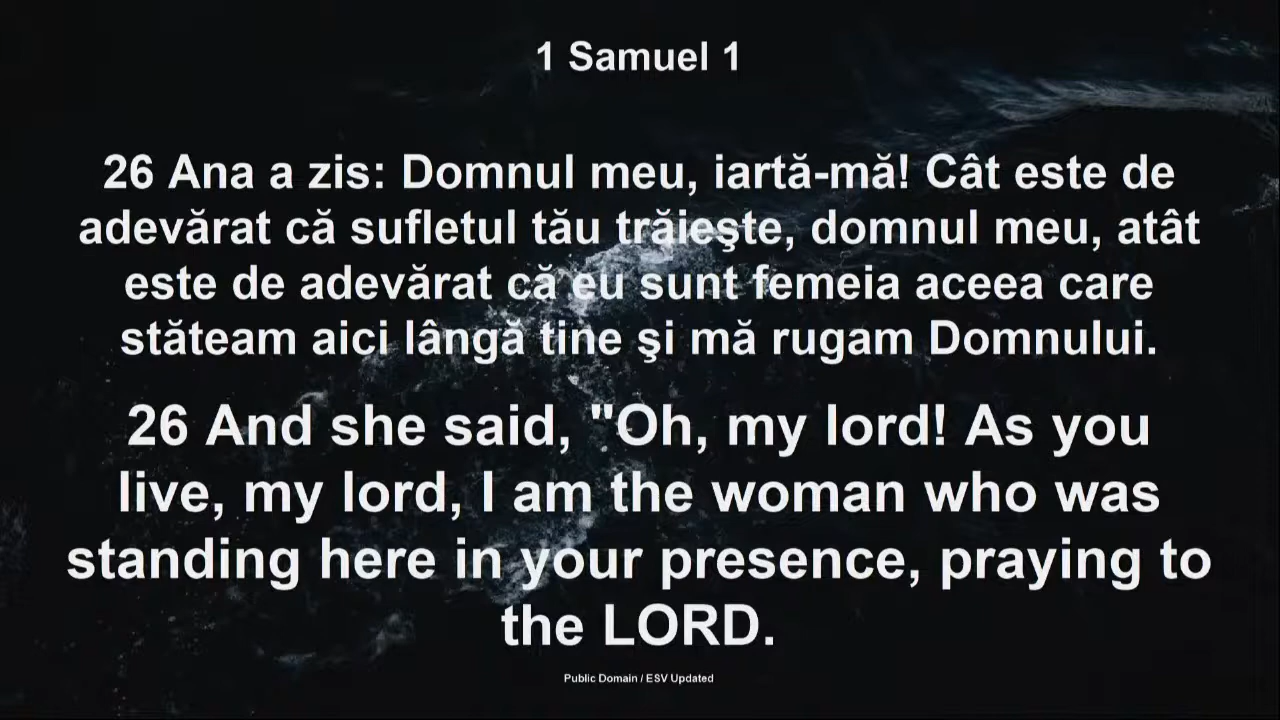 1 Samuel 1
26 Ana a zis: Domnul meu, iartă-mă! Cât este de
adevărat că sufletul tău trăieşte, domnul meu, atât
este de adevărat că eu sunt femeia aceea care
stăteam aici lângă tine şi mă rugam Domnului.
26 And she said, "Oh, my lord! As you
live, my lord, I am the woman who was
standing here in your presence, praying to
the LORD.
Public Domain / ESV Updated